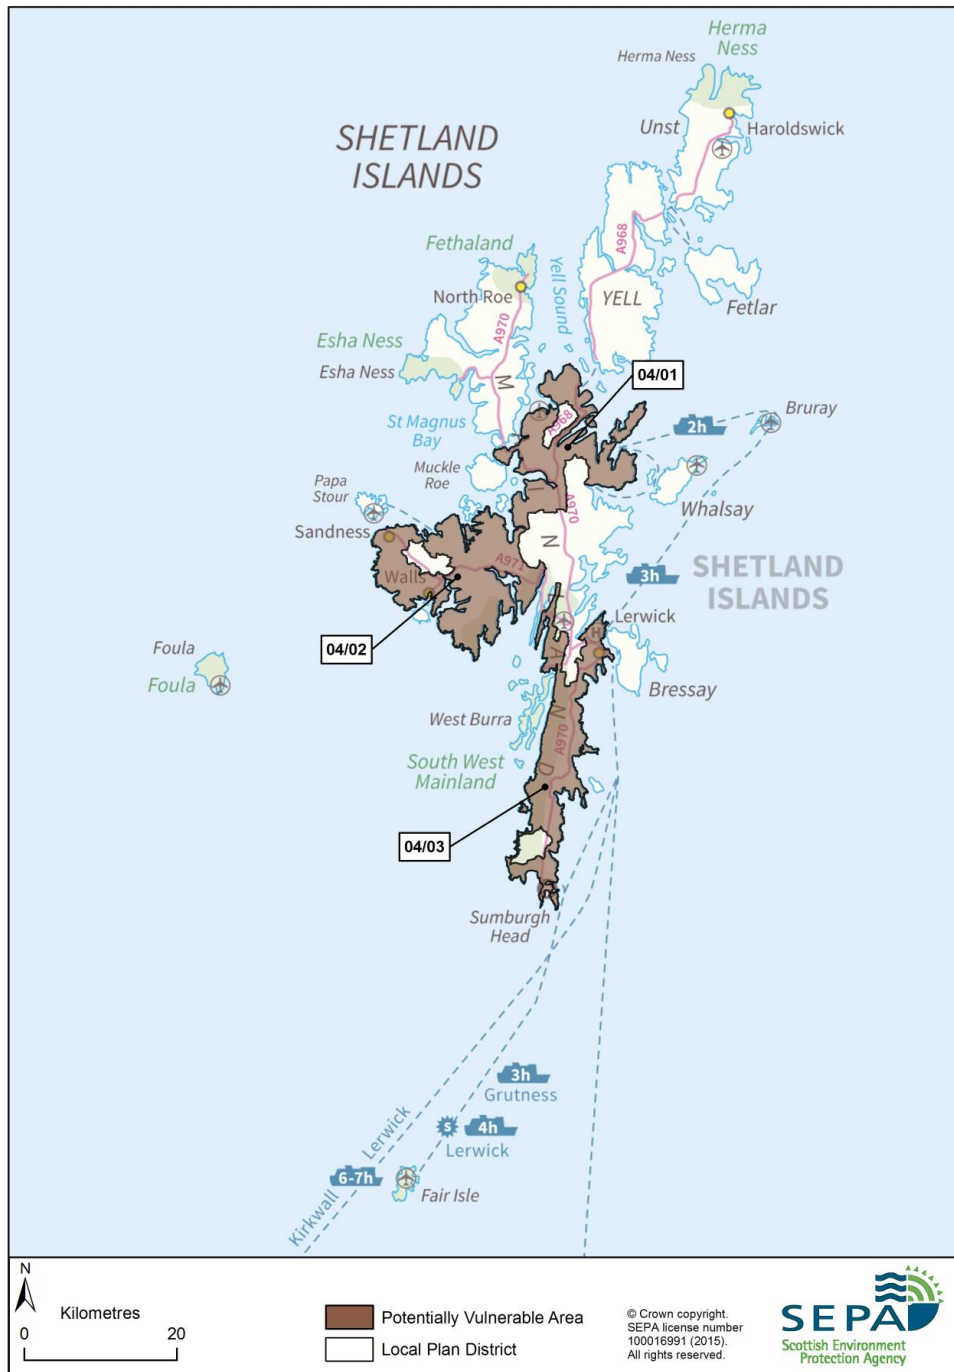 Herma
Ness
Herma Ness
Unst
Haroldswick
SHETLAND
ISLANDS
A968
Fethaland
Yell Sound
YELL
Fetlar
North Roe
A970
Esha Ness
Esha Ness
M
04/01
A968
St Magnus
Bay
2h
Bruray
Muckle
Roe
Papa
Stour
I
Whalsay
Sandness
A970
N
A971
3h
SHETLAND
ISLANDS
Walls
L
Lerwick
H
04/02
A
Foula
Foula
Bressay
West Burra
N
A970
South West
Mainland
D
04/03
Sumburgh
Head
3h
Grutness
S
4h
Lerwick
Lerwick
6-7h
Kirkwall
Fair Isle
N
Kilometres
0
20
Potentially Vulnerable Area
Local Plan District
© Crown copyright.
SEPA license number
100016991 (2015).
All rights reserved.
SEPA
Scottish Environment
Protection Agency